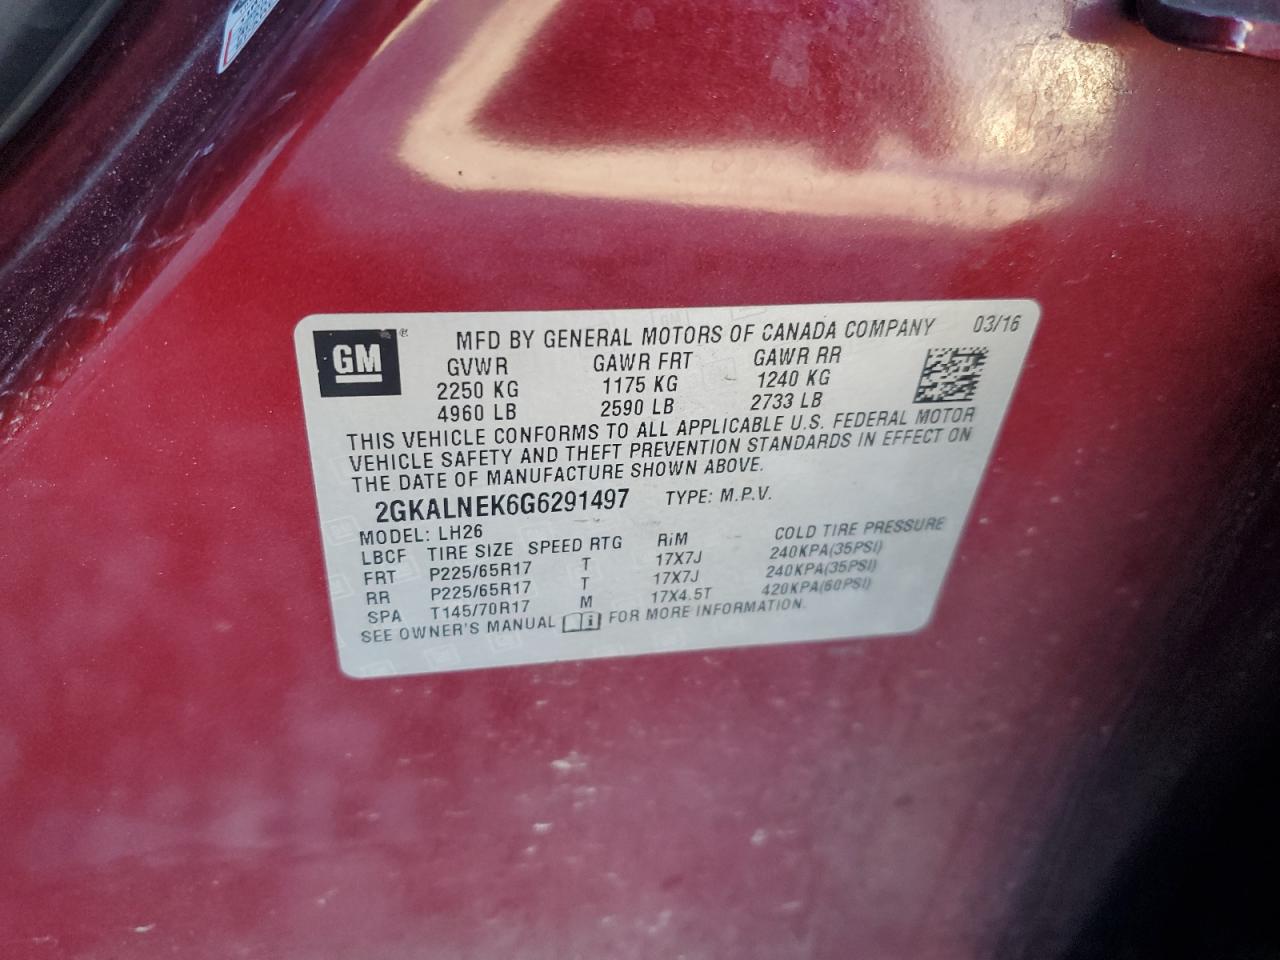 GM ® MFD BY GENERAL MOTORS OF CANADA COMPANY 03/16
GVWR GAWR FRT GAWR RR
2250 KG 1175 KG 1240 KG
4960 LB 2590 LB 2733 LB
THIS VEHICLE CONFORMS TO ALL APPLICABLE U.S. FEDERAL MOTOR
VEHICLE SAFETY AND THEFT PREVENTION STANDARDS IN EFFECT ON
THE DATE OF MANUFACTURE SHOWN ABOVE.
2GKALNEK6G6291497 TYPE: M.P.V.
MODEL: LH26
LBCF TIRE SIZE SPEED RTG RiM COLD TIRE PRESSURE
FRT P225/65R17 T 17X7J 240KPA(35PSI)
RR P225/65R17 T 17X7J 240KPA(35PSI)
SPA T145/70R17 M 17X4.5T 420KPA(60PSI)
SEE OWNER'S MANUAL FOR MORE INFORMATION.